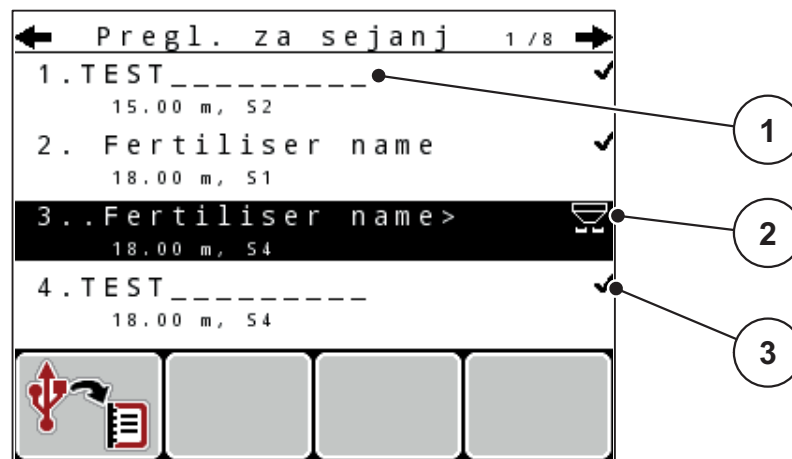 Pregl. za sejanj 1/8
1.TEST_________
15.00 m, S2
1
2. Fertiliser name
18.00 m, S1
3..Fertiliser name>
18.00 m, S4
2
4.TEST_________
18.00 m, S4
3